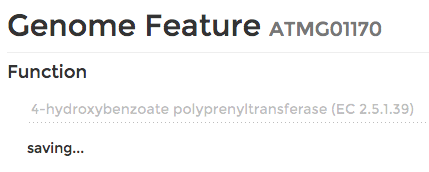 Genome Feature ATMG01170
Function
4-hydroxybenzoate polyprenyltransferase (EC 2.5.1.39)
saving...